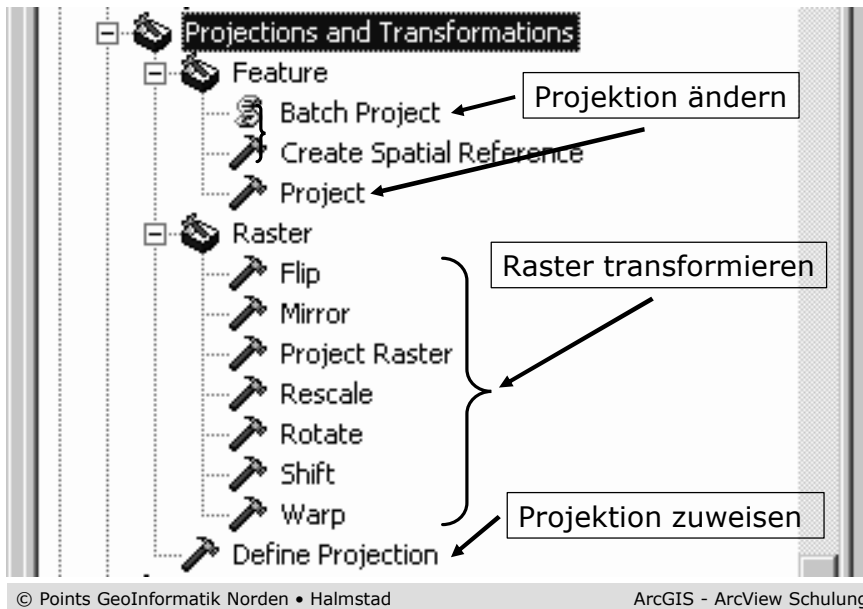 Projections and Transformations
Feature
Projektion ändern
Batch Project
Create Spatial Reference
Project
Raster
Raster transformieren
Flip
Mirror
Project Raster
Rescale
Rotate
Shift
Warp
Projektion zuweisen
Define Projection
© Points GeoInformatik Norden • Halmstad
ArcGIS - ArcView Schulung